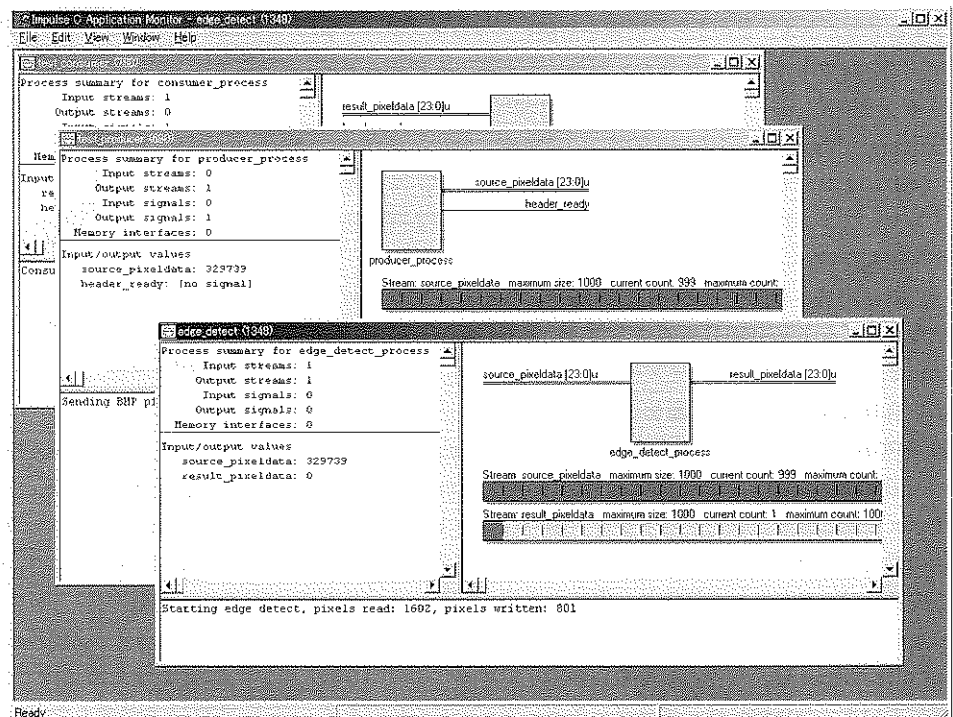 Impulse C Application Monitor - edge_detect (1348)
File Edit View Window Help
Process summary for consumer_process
Input streams: 1
Output streams: 0
result_pixeldata [23:0]u
Process summary for producer_process
Input streams: 0
Output streams: 1
Input signals: 0
Output signals: 1
Memory interfaces: 0
Input/output values
source_pixeldata: 329739
header_ready: [no signal]
source_pixeldata [23:0]u
header_ready
producer_process
Stream: source_pixeldata maximum size: 1000 current count: 999 maximum count:
Mem
Input
re
he
Consu
Sending BMP pi
edge_detect (1348)
Process summary for edge_detect_process
Input streams: 1
Output streams: 1
Input signals: 0
Output signals: 0
Memory interfaces: 0
Input/output values
source_pixeldata: 329739
result_pixeldata: 0
source_pixeldata [23:0]u
result_pixeldata [23:0]u
edge_detect_process
Stream: source_pixeldata maximum size: 1000 current count: 999 maximum count:
Stream: result_pixeldata maximum size: 1000 current count: 1 maximum count: 100
Starting edge detect, pixels read: 1602, pixels written: 801
Ready